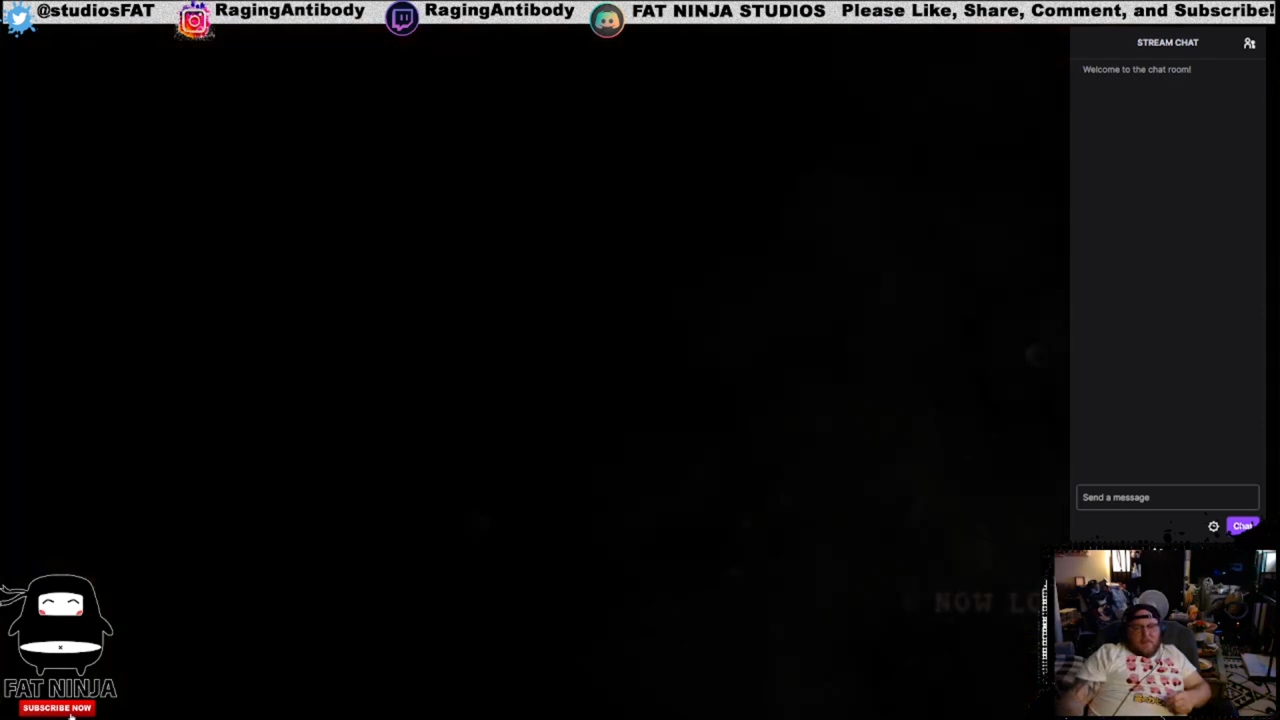 @studiosFAT RagingAntibody RagingAntibody FAT NINJA STUDIOS Please Like, Share, Comment, and Subscribe!
STREAM CHAT
Welcome to the chat room!
Send a message
Chat
NOW
FAT NINJA
SUBSCRIBE NOW